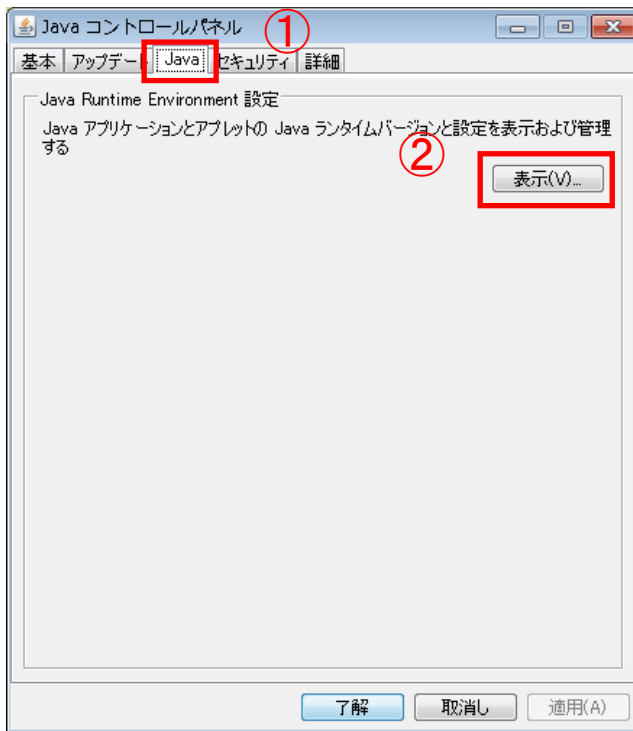 Java コントロールパネル
①
基本 アップデート Java セキュリティ 詳細
Java Runtime Environment 設定
Java アプリケーションとアプレットの Java ランタイムバージョンと設定を表示および管理
する
②
表示(V)...
了解 取消し 適用(A)